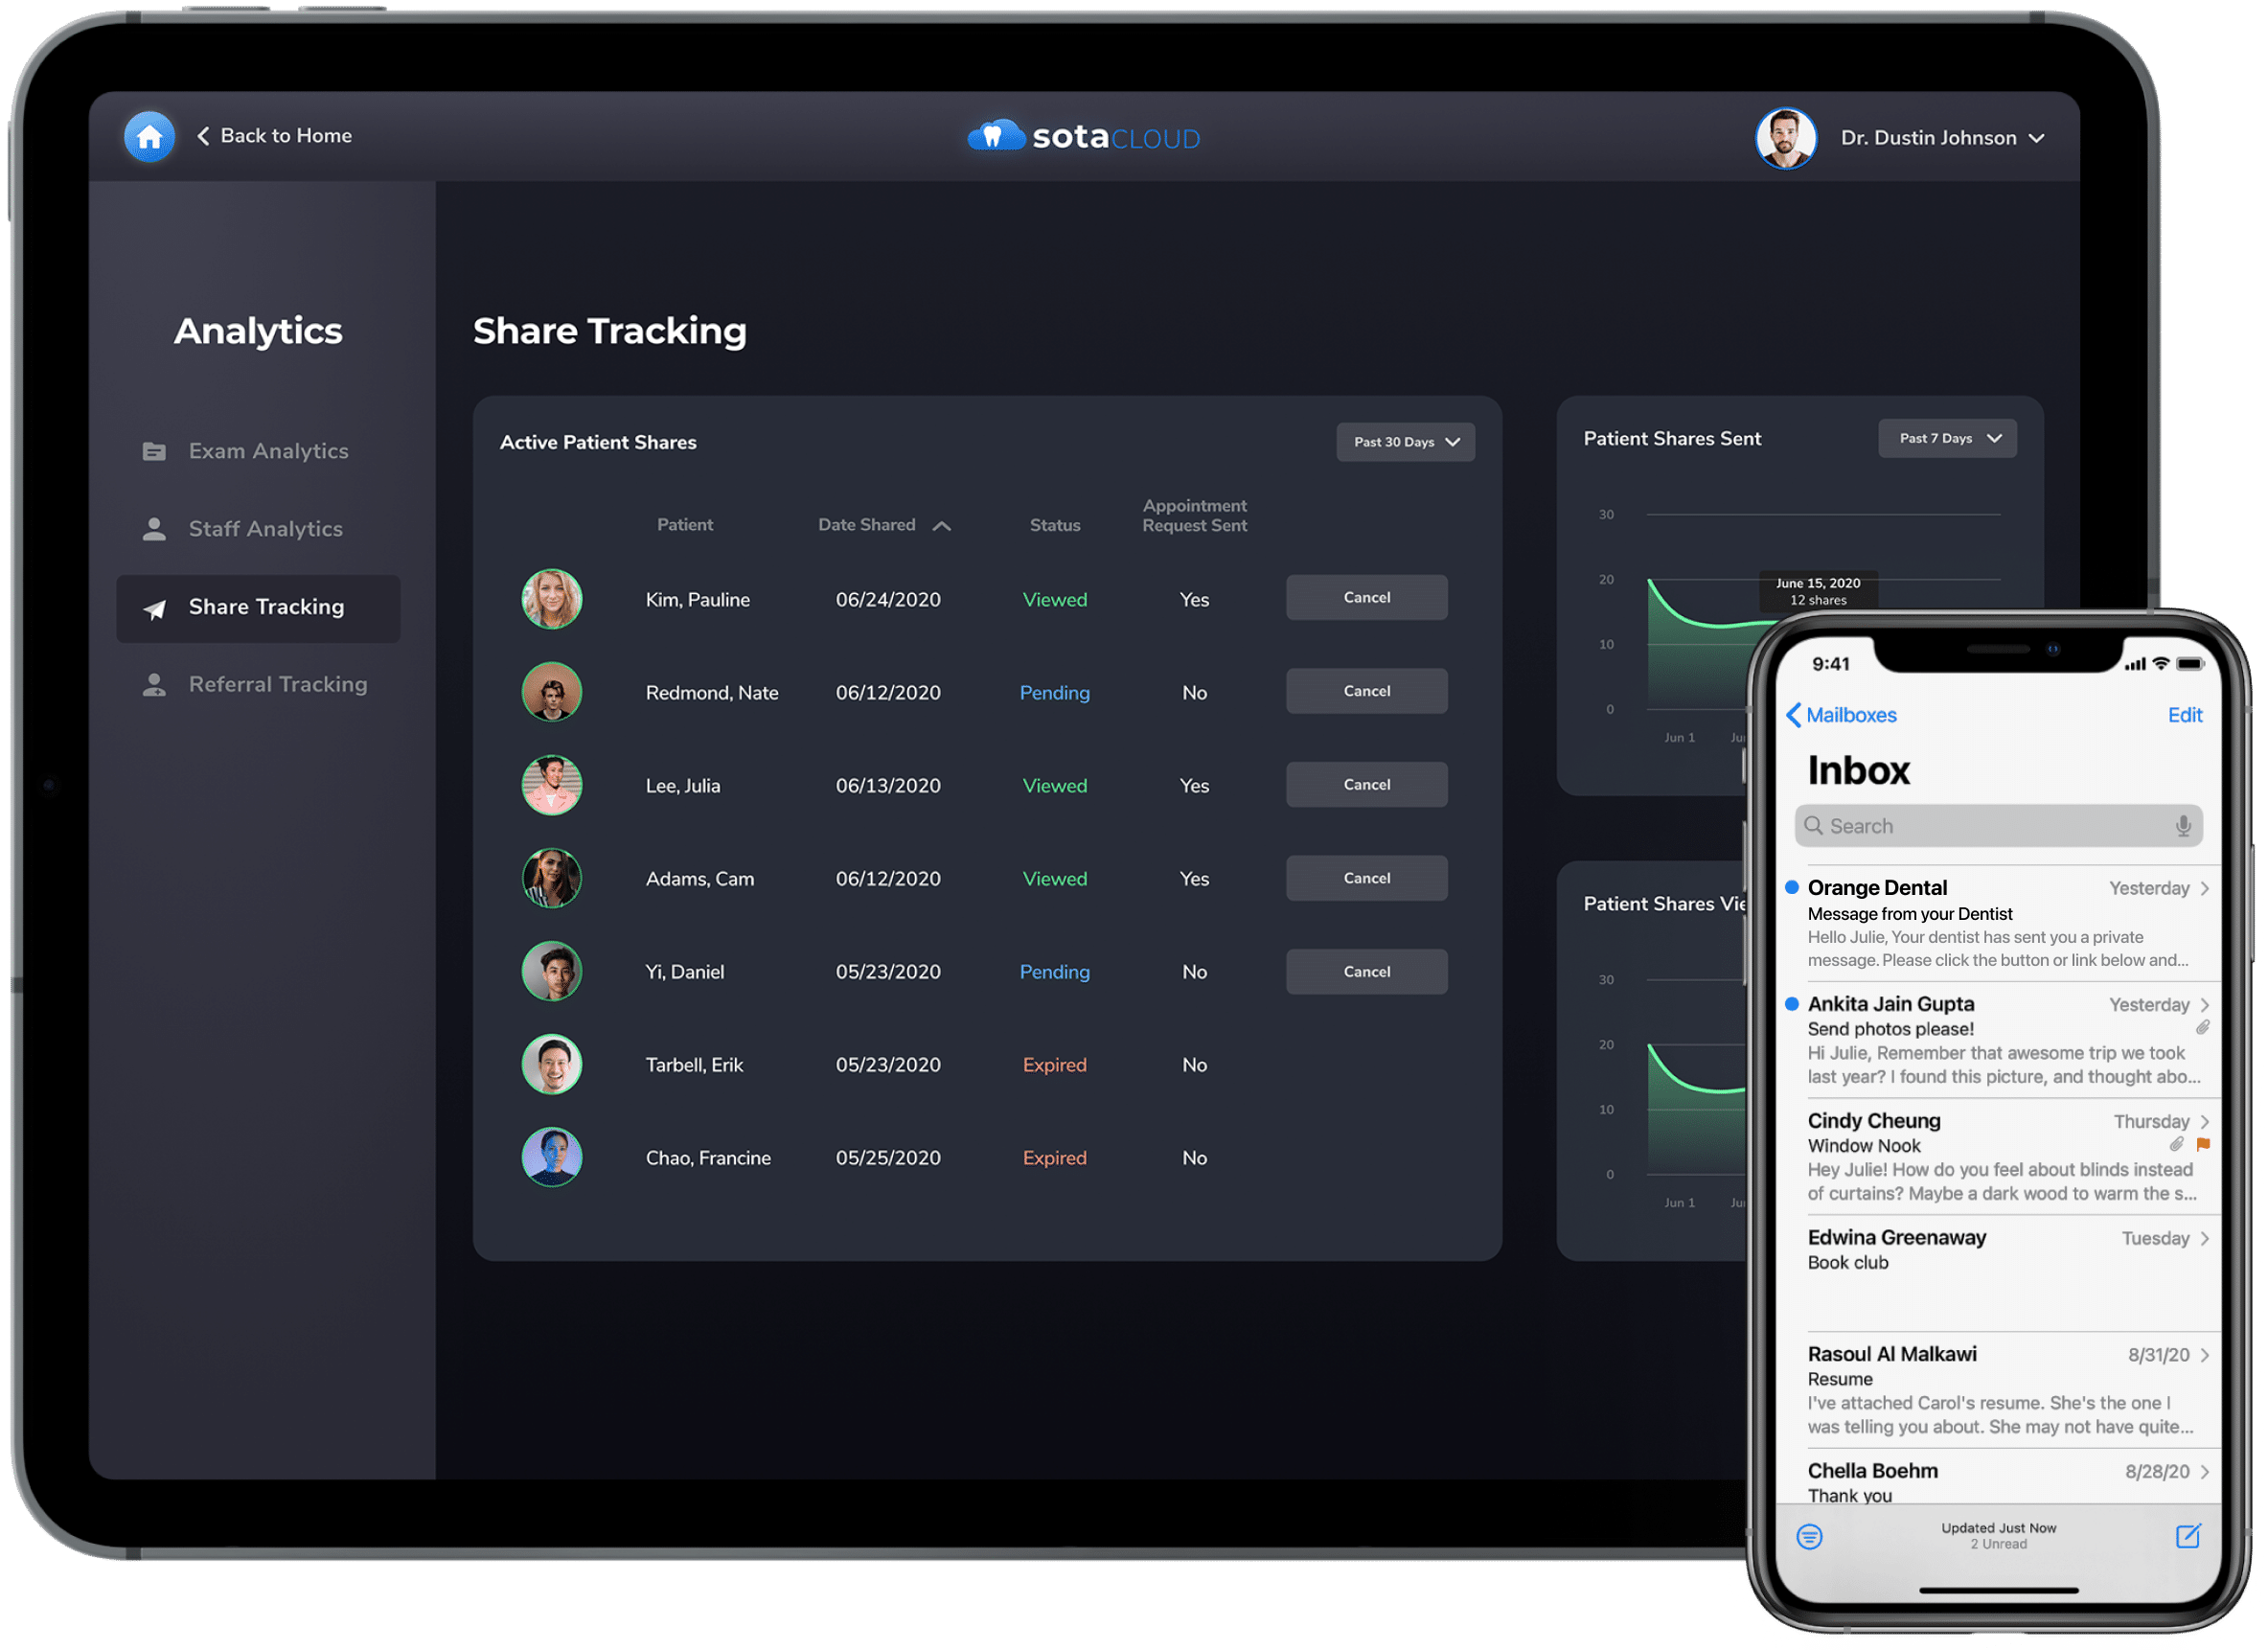 Back to Home
sotaCLOUD
Dr. Dustin Johnson
Analytics
Exam Analytics
Staff Analytics
Share Tracking
Referral Tracking
Share Tracking
Active Patient Shares
Past 30 Days
Patient
Date Shared
Status
Appointment
Request Sent
Kim, Pauline 06/24/2020 Viewed Yes Cancel
Redmond, Nate 06/12/2020 Pending No Cancel
Lee, Julia 06/13/2020 Viewed Yes Cancel
Adams, Cam 06/12/2020 Viewed Yes Cancel
Yi, Daniel 05/23/2020 Pending No Cancel
Tarbell, Erik 05/23/2020 Expired No
Chao, Francine 05/25/2020 Expired No
Patient Shares Sent
Past 7 Days
30
20
10
0
June 15, 2020
12 shares
Jun 1
Patient Shares
30
20
10
0
Jun 1
9:41
Mailboxes
Edit
Inbox
Search
Orange Dental Yesterday
Message from your Dentist
Hello Julie, Your dentist has sent you a private
message. Please click the button or link below and...
Ankita Jain Gupta Yesterday
Send photos please!
Hi Julie, Remember that awesome trip we took
last year? I found this picture, and thought abo...
Cindy Cheung Thursday
Window Nook
Hey Julie! How do you feel about blinds instead
of curtains? Maybe a dark wood to warm the s...
Edwina Greenaway Tuesday
Book club
Rasoul Al Malkawi 8/31/20
Resume
I've attached Carol's resume. She's the one I
was telling you about. She may not have quite...
Chella Boehm 8/28/20
Thank you
Updated Just Now
2 Unread